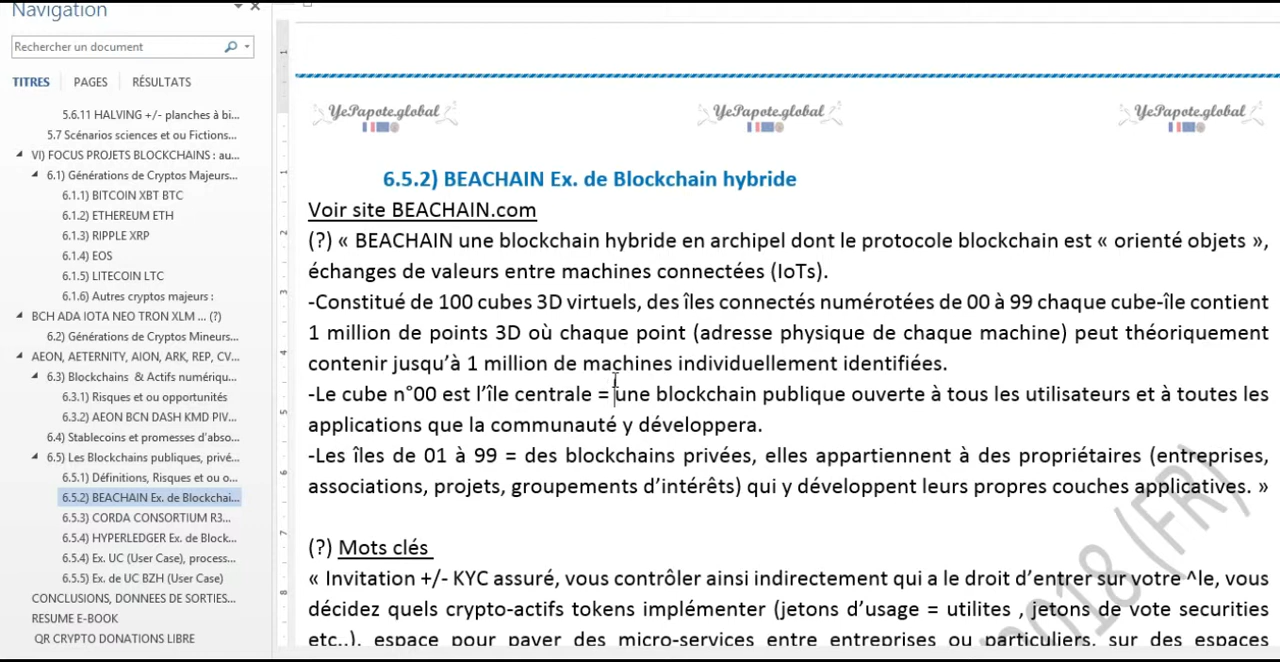 Navigation
Rechercher un document
TITRES PAGES RÉSULTATS
5.6.11 HALVING +/- planches à bi...
5.7 Scénarios sciences et ou Fictions...
VI) FOCUS PROJETS BLOCKCHAINS : au...
6.1) Générations de Cryptos Majeurs...
6.1.1) BITCOIN XBT BTC
6.1.2) ETHEREUM ETH
6.1.3) RIPPLE XRP
6.1.4) EOS
6.1.5) LITECOIN LTC
6.1.6) Autres cryptos majeurs :
BCH ADA IOTA NEO TRON XLM ... (?)
6.2) Générations de Cryptos Mineurs...
AEON, AETERNITY, AION, ARK, REP, CV...
6.3) Blockchains & Actifs numériqu...
6.3.1) Risques et ou opportunités
6.3.2) AEON BCN DASH KMD PIV...
6.4) Stablecoins et promesses d'abso...
6.5) Les Blockchains publiques, privé...
6.5.1) Définitions, Risques et ou o...
6.5.2) BEACHAIN Ex. de Blockchai...
6.5.3) CORDA CONSORTIUM R3...
6.5.4) HYPERLEDGER Ex. de Block...
6.5.4) Ex. UC (User Case), process...
6.5.5) Ex. de UC BZH (User Case)
CONCLUSIONS, DONNEES DE SORTIES...
RESUME E-BOOK
QR CRYPTO DONATIONS LIBRE
YePapote.global YePapote.global YePapote.global
6.5.2) BEACHAIN Ex. de Blockchain hybride
Voir site BEACHAIN.com
(?) « BEACHAIN une blockchain hybride en archipel dont le protocole blockchain est « orienté objets »,
échanges de valeurs entre machines connectées (IoTs).
-Constitué de 100 cubes 3D virtuels, des îles connectés numérotées de 00 à 99 chaque cube-île contient
1 million de points 3D où chaque point (adresse physique de chaque machine) peut théoriquement
contenir jusqu'à 1 million de machines individuellement identifiées.
-Le cube n°00 est l'île centrale = une blockchain publique ouverte à tous les utilisateurs et à toutes les
applications que la communauté y développera.
-Les îles de 01 à 99 = des blockchains privées, elles appartiennent à des propriétaires (entreprises,
associations, projets, groupements d'intérêts) qui y développent leurs propres couches applicatives. »
(?) Mots clés
« Invitation +/- KYC assuré, vous contrôler ainsi indirectement qui a le droit d'entrer sur votre ^le, vous
décidez quels crypto-actifs tokens implémenter (jetons d'usage = utilites , jetons de vote securities
etc..), espace pour payer des micro-services entre entreprises ou particuliers, sur des espaces
2018 (FR)